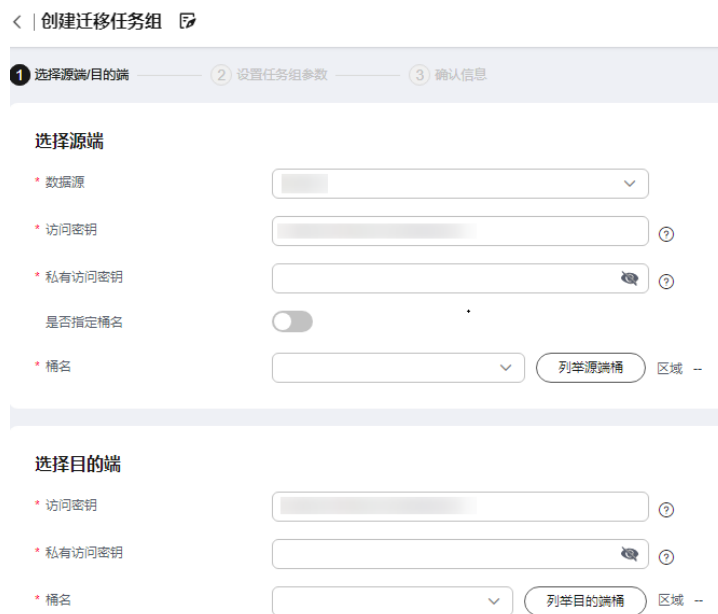 创建迁移任务组
1 选择源端/目的端 2 设置任务组参数 3 确认信息
选择源端
* 数据源
* 访问密钥
* 私有访问密钥
是否指定桶名
* 桶名 列举源端桶 区域 --
选择目的端
* 访问密钥
* 私有访问密钥
* 桶名 列举目的端桶 区域 --